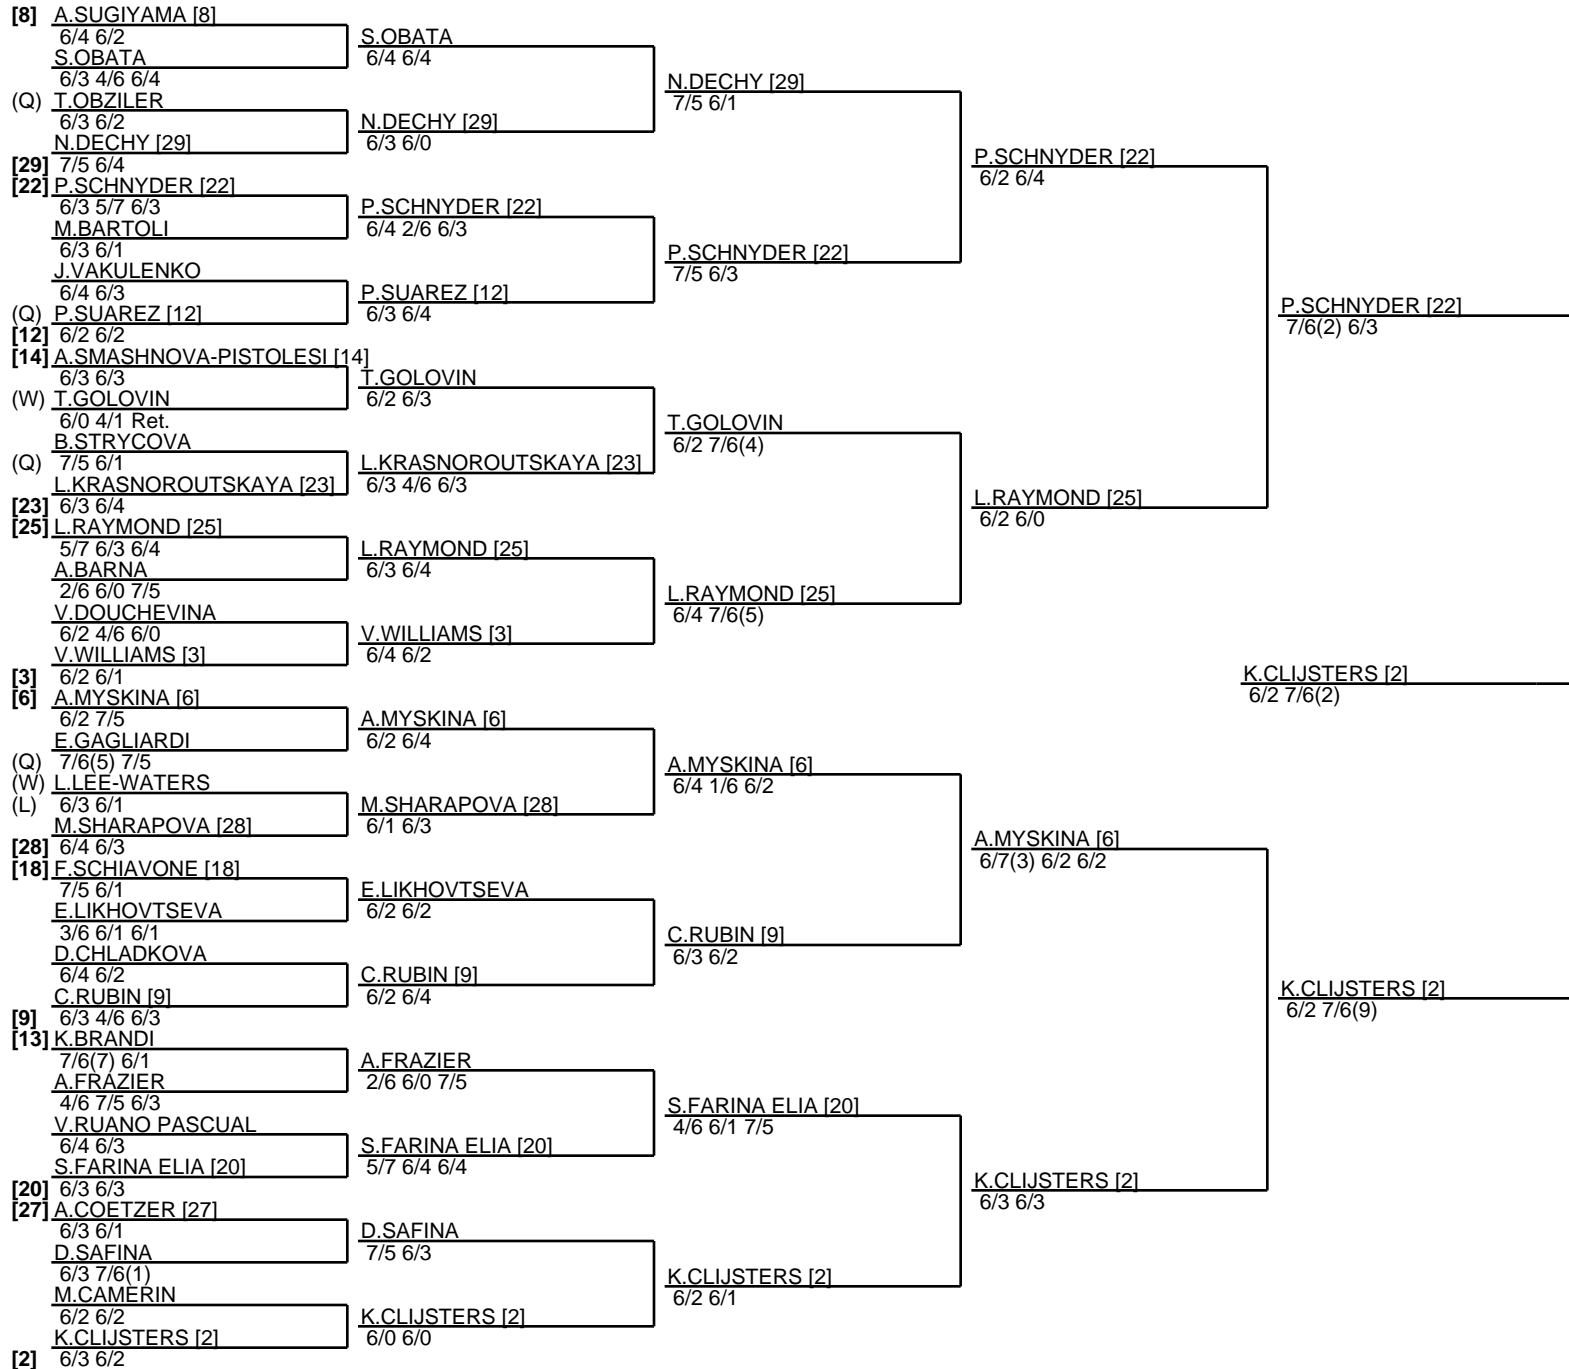 [8] A.SUGIYAMA [8]
6/4 6/2
S.OBATA
6/3 4/6 6/4
(Q) T.OBZILER
6/3 6/2
N.DECHY [29]
[29] 7/5 6/4
[22] P.SCHNYDER [22]
6/3 5/7 6/3
M.BARTOLI
6/3 6/1
J.VAKULENKO
6/4 6/3
(Q) P.SUAREZ [12]
[12] 6/2 6/2
[14] A.SMASHNOVA-PISTOLESI [14]
6/3 6/3
(W) T.GOLOVIN
6/0 4/1 Ret.
B.STRYCOVA
(Q) 7/5 6/1
L.KRASNOROUTSKAYA [23]
[23] 6/3 6/4
[25] L.RAYMOND [25]
5/7 6/3 6/4
A.BARNA
2/6 6/0 7/5
V.DOUCHEVINA
6/2 4/6 6/0
V.WILLIAMS [3]
[3] 6/2 6/1
[6] A.MYSKINA [6]
6/2 7/5
E.GAGLIARDI
(Q) 7/6(5) 7/5
(W) L.LEE-WATERS
(L) 6/3 6/1
M.SHARAPOVA [28]
[28] 6/4 6/3
[18] F.SCHIAVONE [18]
7/5 6/1
E.LIKHOVTSEVA
3/6 6/1 6/1
D.CHLADKOVA
6/4 6/2
C.RUBIN [9]
[9] 6/3 4/6 6/3
[13] K.BRANDI
7/6(7) 6/1
A.FRAZIER
4/6 7/5 6/3
V.RUANO PASCUAL
6/4 6/3
S.FARINA ELIA [20]
[20] 6/3 6/3
[27] A.COETZER [27]
6/3 6/1
D.SAFINA
6/3 7/6(1)
M.CAMERIN
6/2 6/2
K.CLIJSTERS [2]
[2] 6/3 6/2
S.OBATA
6/4 6/4
N.DECHY [29]
6/3 6/0
P.SCHNYDER [22]
6/4 2/6 6/3
P.SUAREZ [12]
6/3 6/4
T.GOLOVIN
6/2 6/3
L.KRASNOROUTSKAYA [23]
6/3 4/6 6/3
L.RAYMOND [25]
6/3 6/4
V.WILLIAMS [3]
6/4 6/2
A.MYSKINA [6]
6/2 6/4
M.SHARAPOVA [28]
6/1 6/3
E.LIKHOVTSEVA
6/2 6/2
C.RUBIN [9]
6/2 6/4
A.FRAZIER
2/6 6/0 7/5
S.FARINA ELIA [20]
5/7 6/4 6/4
D.SAFINA
7/5 6/3
K.CLIJSTERS [2]
6/0 6/0
N.DECHY [29]
7/5 6/1
P.SCHNYDER [22]
7/5 6/3
T.GOLOVIN
6/2 7/6(4)
L.RAYMOND [25]
6/4 7/6(5)
A.MYSKINA [6]
6/4 1/6 6/2
C.RUBIN [9]
6/3 6/2
S.FARINA ELIA [20]
4/6 6/1 7/5
K.CLIJSTERS [2]
6/2 6/1
P.SCHNYDER [22]
6/2 6/4
L.RAYMOND [25]
6/2 6/0
A.MYSKINA [6]
6/7(3) 6/2 6/2
K.CLIJSTERS [2]
6/3 6/3
P.SCHNYDER [22]
7/6(2) 6/3
K.CLIJSTERS [2]
6/2 7/6(9)
K.CLIJSTERS [2]
6/2 7/6(2)